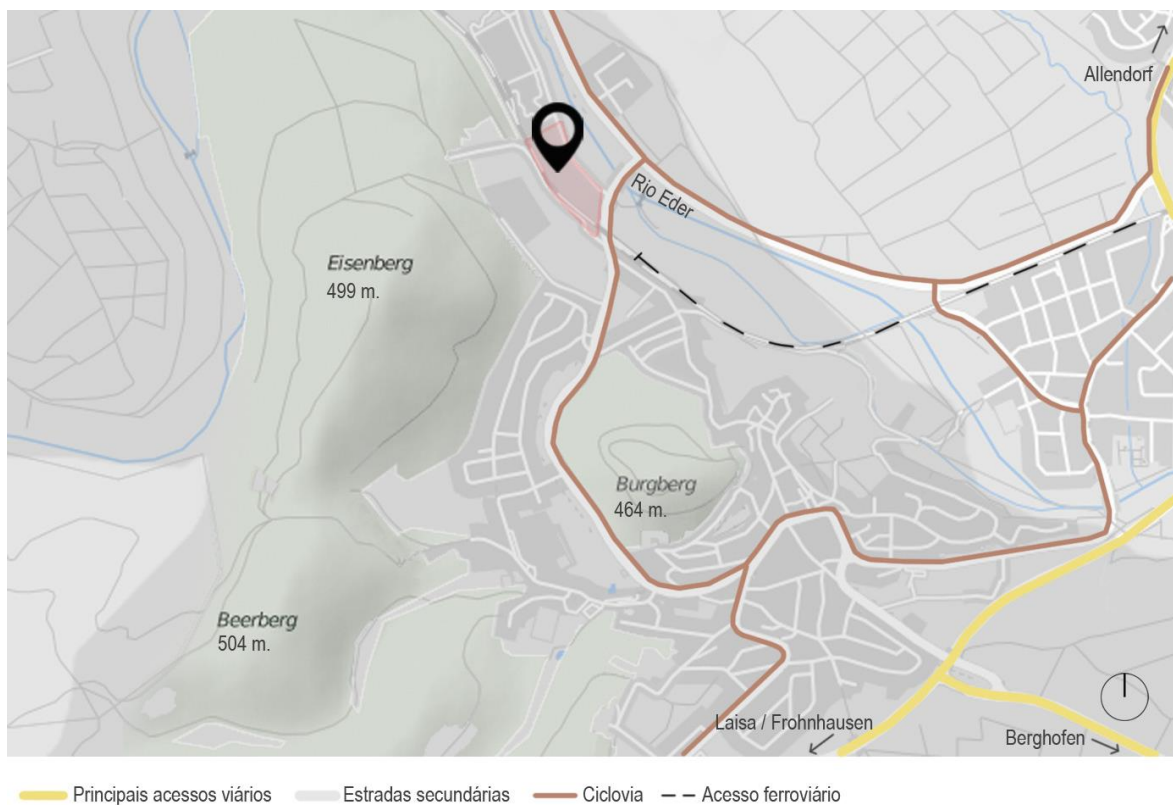 Allendorf
Rio Eder
Eisenberg
499 m.
Burgberg
464 m.
Beerberg
504 m.
Laisa / Frohnhausen
Berghofen
Principais acessos viários
Estradas secundárias
Ciclovia
Acesso ferroviário